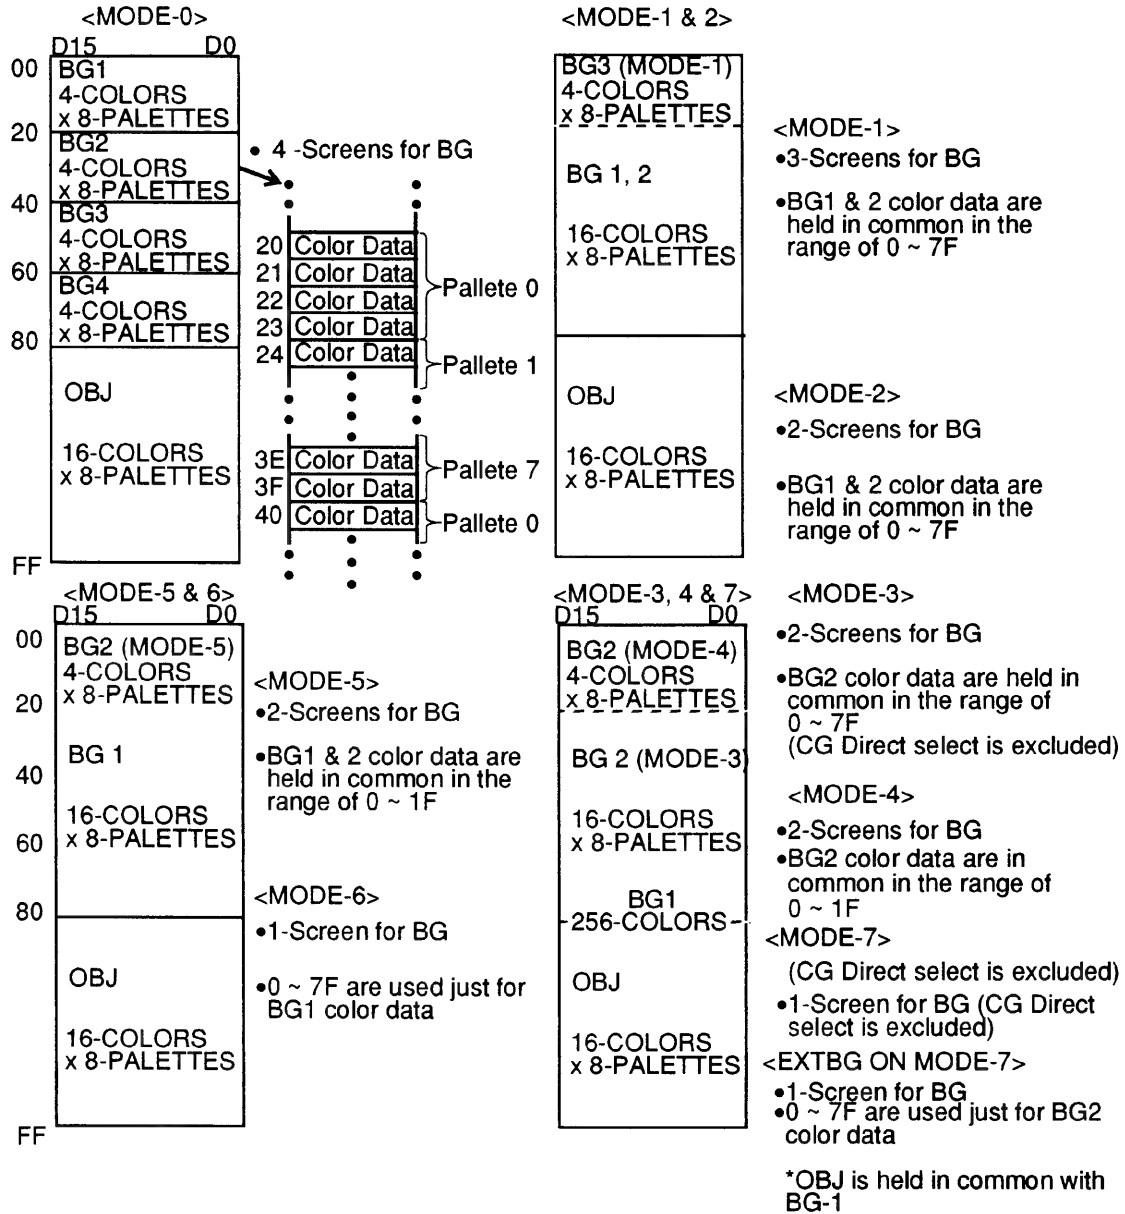 <MODE-0>
D15 D0
00
BG1
4-COLORS
x 8-PALETTES
20
BG2
4-COLORS
x 8-PALETTES
40
BG3
4-COLORS
x 8-PALETTES
60
BG4
4-COLORS
x 8-PALETTES
80
OBJ
16-COLORS
x 8-PALETTES
FF
• 4 -Screens for BG
20 Color Data
21 Color Data
22 Color Data
23 Color Data
Pallete 0
24 Color Data
Pallete 1
3E Color Data
3F Color Data
Pallete 7
40 Color Data
Pallete 0
<MODE-1 & 2>
BG3 (MODE-1)
4-COLORS
x 8-PALETTES
BG 1, 2
16-COLORS
x 8-PALETTES
OBJ
16-COLORS
x 8-PALETTES
<MODE-1>
•3-Screens for BG
•BG1 & 2 color data are
held in common in the
range of 0 ~ 7F
<MODE-2>
•2-Screens for BG
•BG1 & 2 color data are
held in common in the
range of 0 ~ 7F
<MODE-5 & 6>
D15 D0
00
BG2 (MODE-5)
4-COLORS
x 8-PALETTES
20
BG 1
40
16-COLORS
x 8-PALETTES
60
80
OBJ
16-COLORS
x 8-PALETTES
FF
<MODE-5>
•2-Screens for BG
•BG1 & 2 color data are
held in common in the
range of 0 ~ 1F
<MODE-6>
•1-Screen for BG
•0 ~ 7F are used just for
BG1 color data
<MODE-3, 4 & 7>
D15 D0
BG2 (MODE-4)
4-COLORS
x 8-PALETTES
BG 2 (MODE-3)
16-COLORS
x 8-PALETTES
BG1
256-COLORS
OBJ
16-COLORS
x 8-PALETTES
<MODE-3>
•2-Screens for BG
•BG2 color data are held in
common in the range of
0 ~ 7F
(CG Direct select is excluded)
<MODE-4>
•2-Screens for BG
•BG2 color data are in
common in the range of
0 ~ 1F
<MODE-7>
(CG Direct select is excluded)
•1-Screen for BG (CG Direct
select is excluded)
<EXTBG ON MODE-7>
•1-Screen for BG
•0 ~ 7F are used just for BG2
color data
*OBJ is held in common with
BG-1